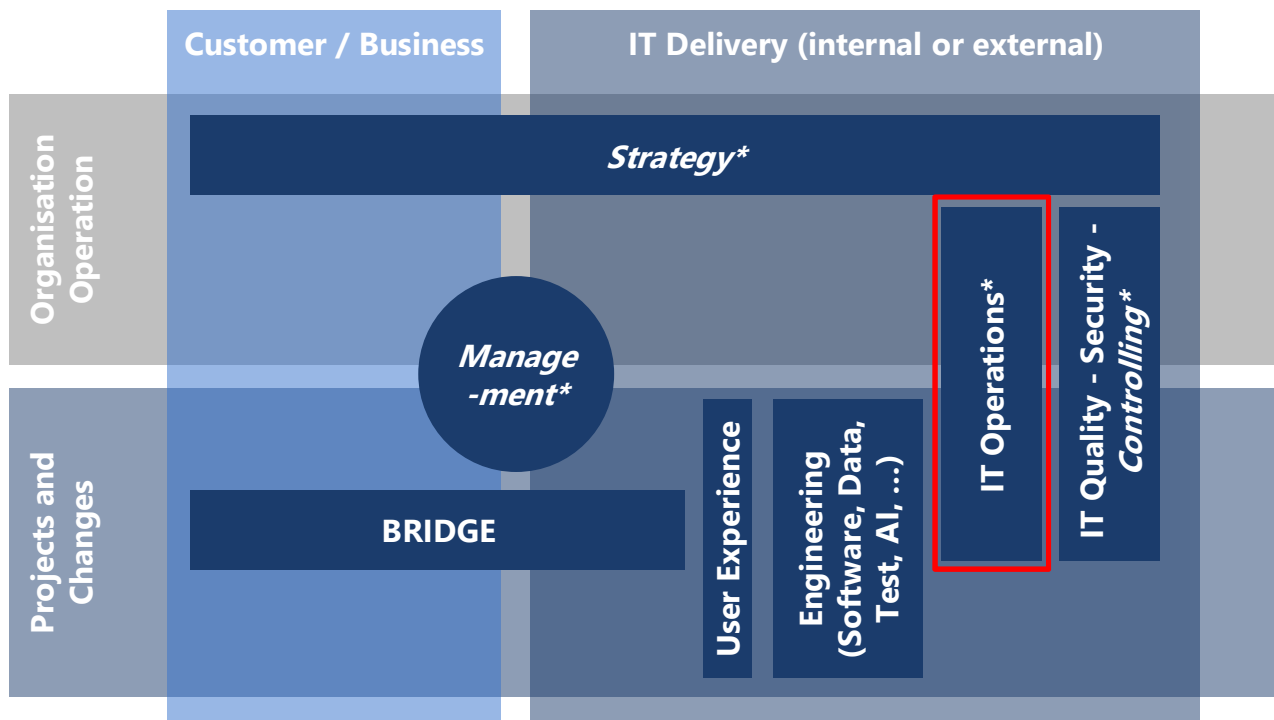 Customer / Business
IT Delivery (internal or external)
Organisation
Operation
Strategy*
Manage
-ment*
IT Operations*
IT Quality - Security -
Controlling*
Projects and
Changes
BRIDGE
User Experience
Engineering
(Software, Data,
Test, AI, ...)